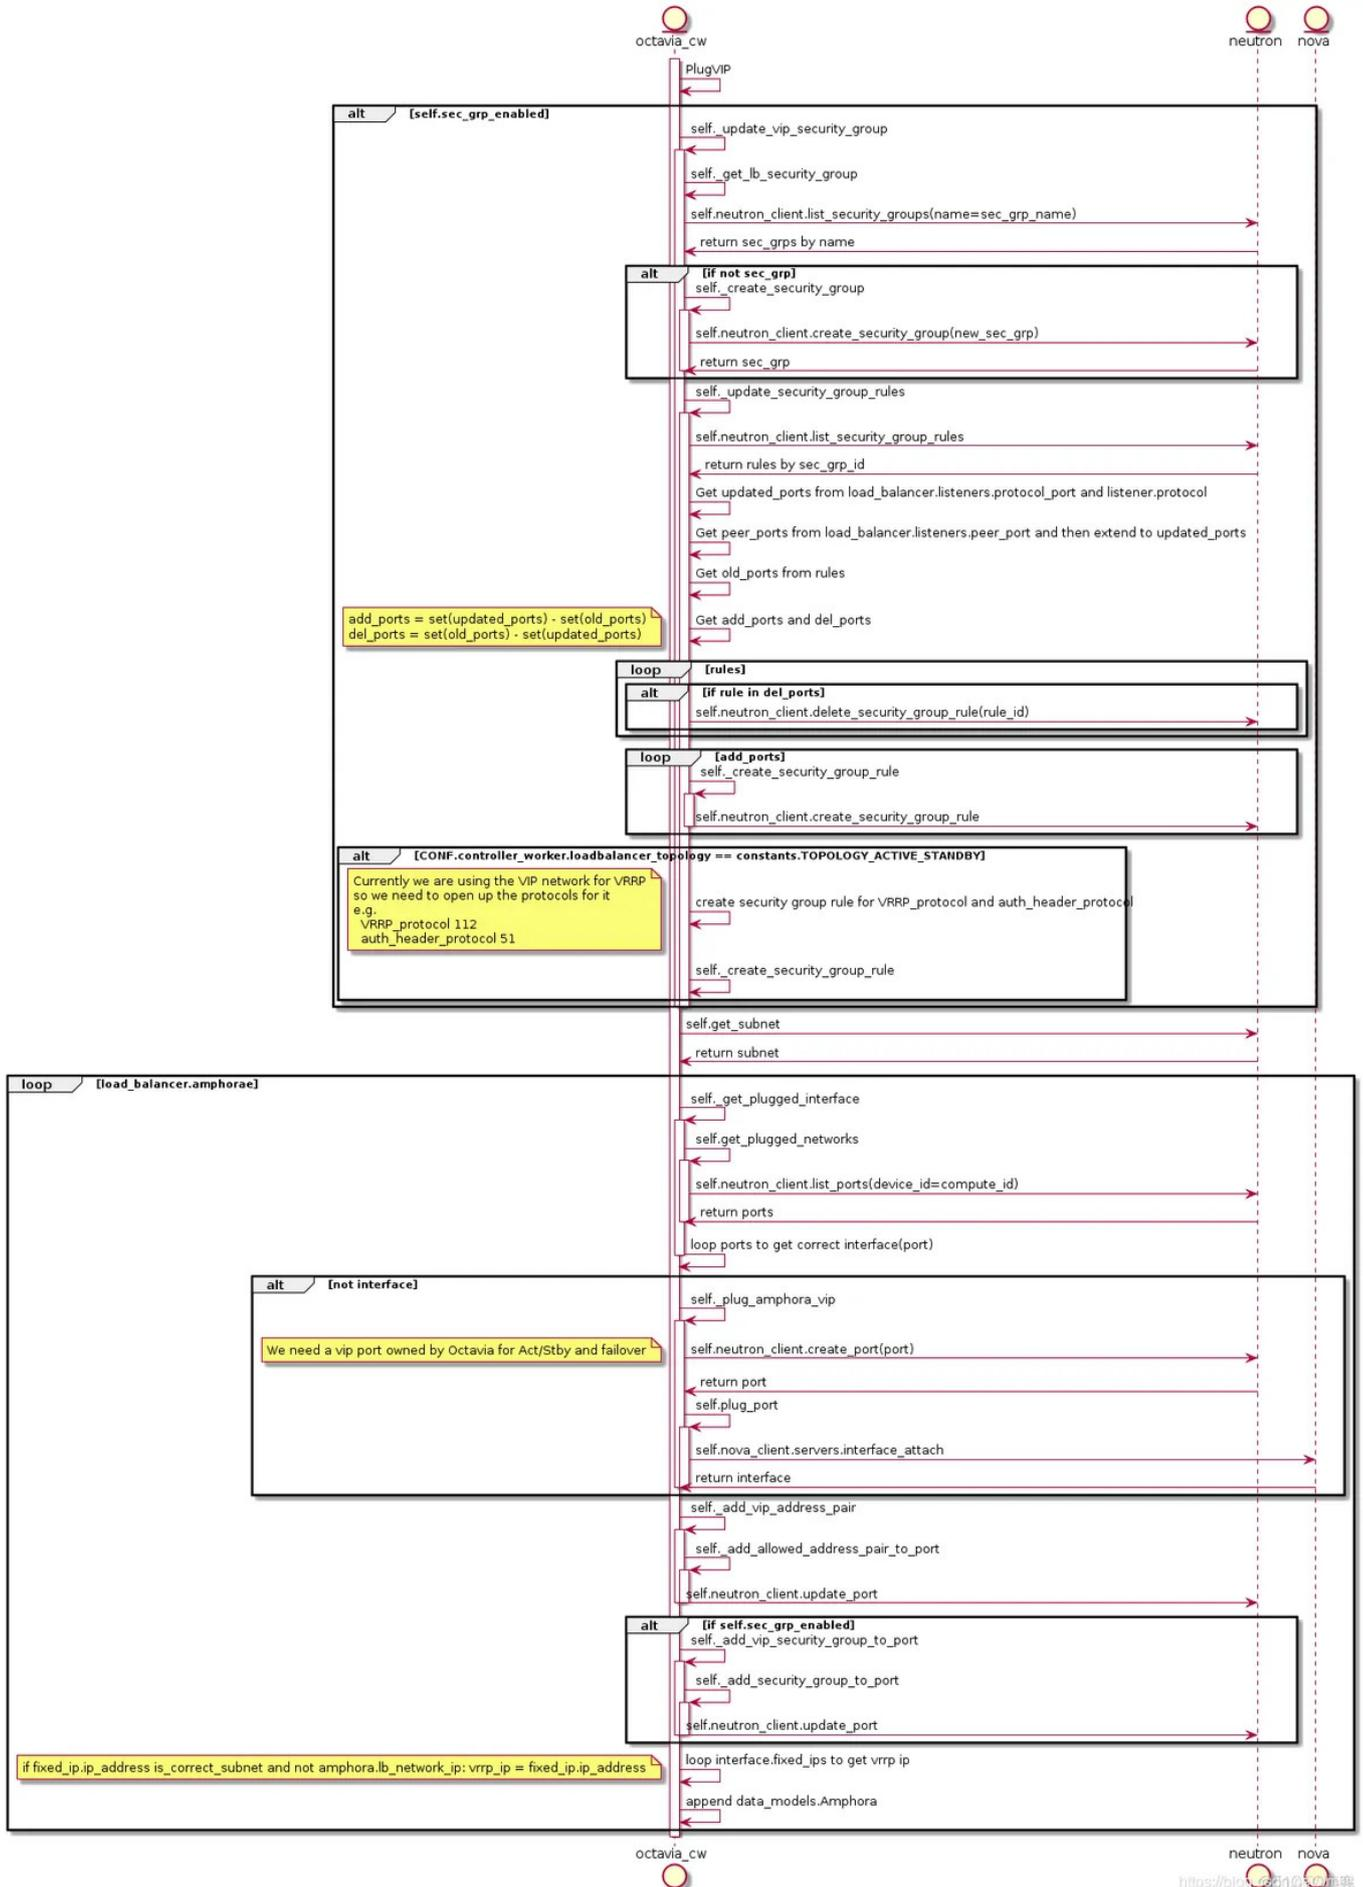 octavia_cw
neutron
nova
PlugVIP
alt
[self.sec_grp_enabled]
self._update_vip_security_group
self._get_lb_security_group
self.neutron_client.list_security_groups(name=sec_grp_name)
return sec_grps by name
alt
[if not sec_grp]
self._create_security_group
self.neutron_client.create_security_group(new_sec_grp)
return sec_grp
self._update_security_group_rules
self.neutron_client.list_security_group_rules
return rules by sec_grp_id
Get updated_ports from load_balancer.listeners.protocol_port and listener.protocol
Get peer_ports from load_balancer.listeners.peer_port and then extend to updated_ports
Get old_ports from rules
add_ports = set(updated_ports) - set(old_ports)
del_ports = set(old_ports) - set(updated_ports)
Get add_ports and del_ports
loop
[rules]
alt
[if rule in del_ports]
self.neutron_client.delete_security_group_rule(rule_id)
loop
[add_ports]
self._create_security_group_rule
self.neutron_client.create_security_group_rule
alt
[CONF.controller_worker.loadbalancer_topology == constants.TOPOLOGY_ACTIVE_STANDBY]
Currently we are using the VIP network for VRRP
so we need to open up the protocols for it
e.g.
VRRP_protocol 112
auth_header_protocol 51
create security group rule for VRRP_protocol and auth_header_protocol
self._create_security_group_rule
self.get_subnet
return subnet
loop
[load_balancer.amphorae]
self._get_plugged_interface
self.get_plugged_networks
self.neutron_client.list_ports(device_id=compute_id)
return ports
loop ports to get correct interface(port)
alt
[not interface]
self._plug_amphora_vip
We need a vip port owned by Octavia for Act/Stby and failover
self.neutron_client.create_port(port)
return port
self.plug_port
self.nova_client.servers.interface_attach
return interface
self._add_vip_address_pair
self._add_allowed_address_pair_to_port
self.neutron_client.update_port
alt
[if self.sec_grp_enabled]
self._add_vip_security_group_to_port
self._add_security_group_to_port
self.neutron_client.update_port
if fixed_ip.ip_address is_correct_subnet and not amphora.lb_network_ip: vrrp_ip = fixed_ip.ip_address
loop interface.fixed_ips to get vrrp ip
append data_models.Amphora
octavia_cw
neutron
nova